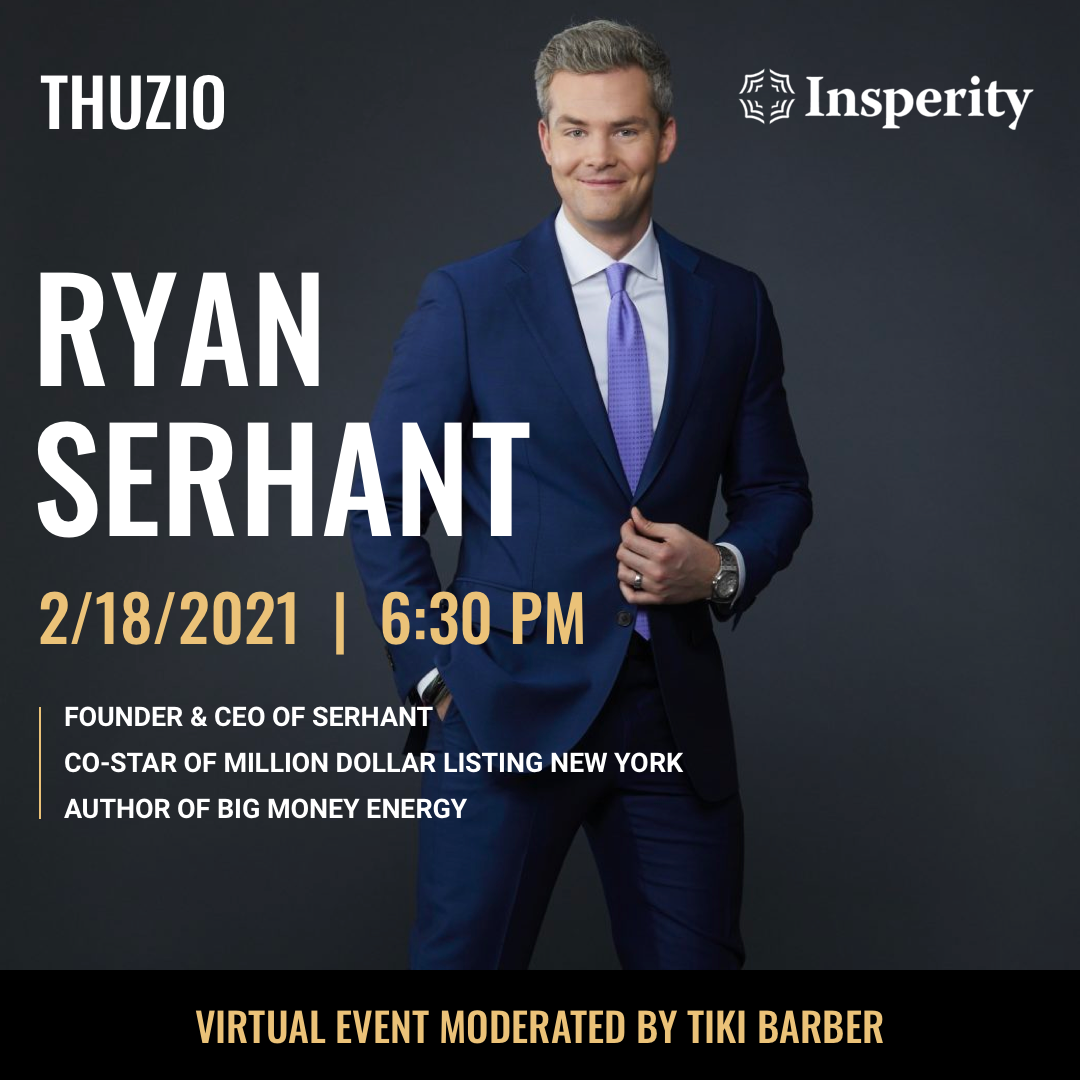 THUZIO
Insperity
RYAN
SERHANT
2/18/2021 | 6:30 PM
FOUNDER & CEO OF SERHANT
CO-STAR OF MILLION DOLLAR LISTING NEW YORK
AUTHOR OF BIG MONEY ENERGY
VIRTUAL EVENT MODERATED BY TIKI BARBER